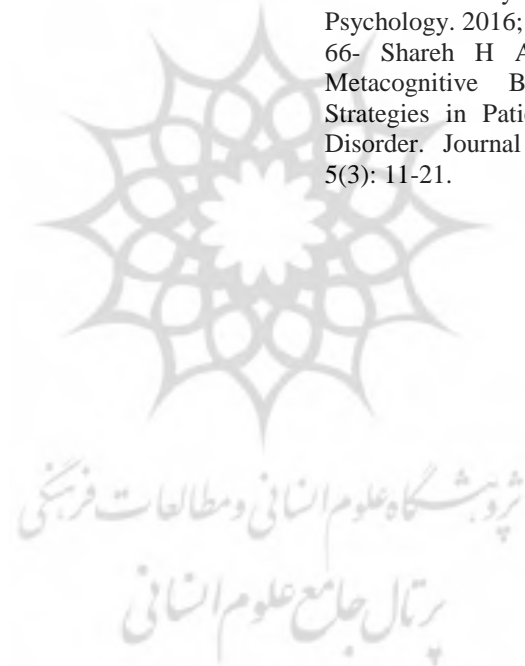 Psychology. 2016;
66- Shareh H A
Metacognitive B
Strategies in Patie
Disorder. Journal
5(3): 11-21.
پژوهشگاه علوم انسانی و مطالعات فرهنگی
پرتال جامع علوم انسانی